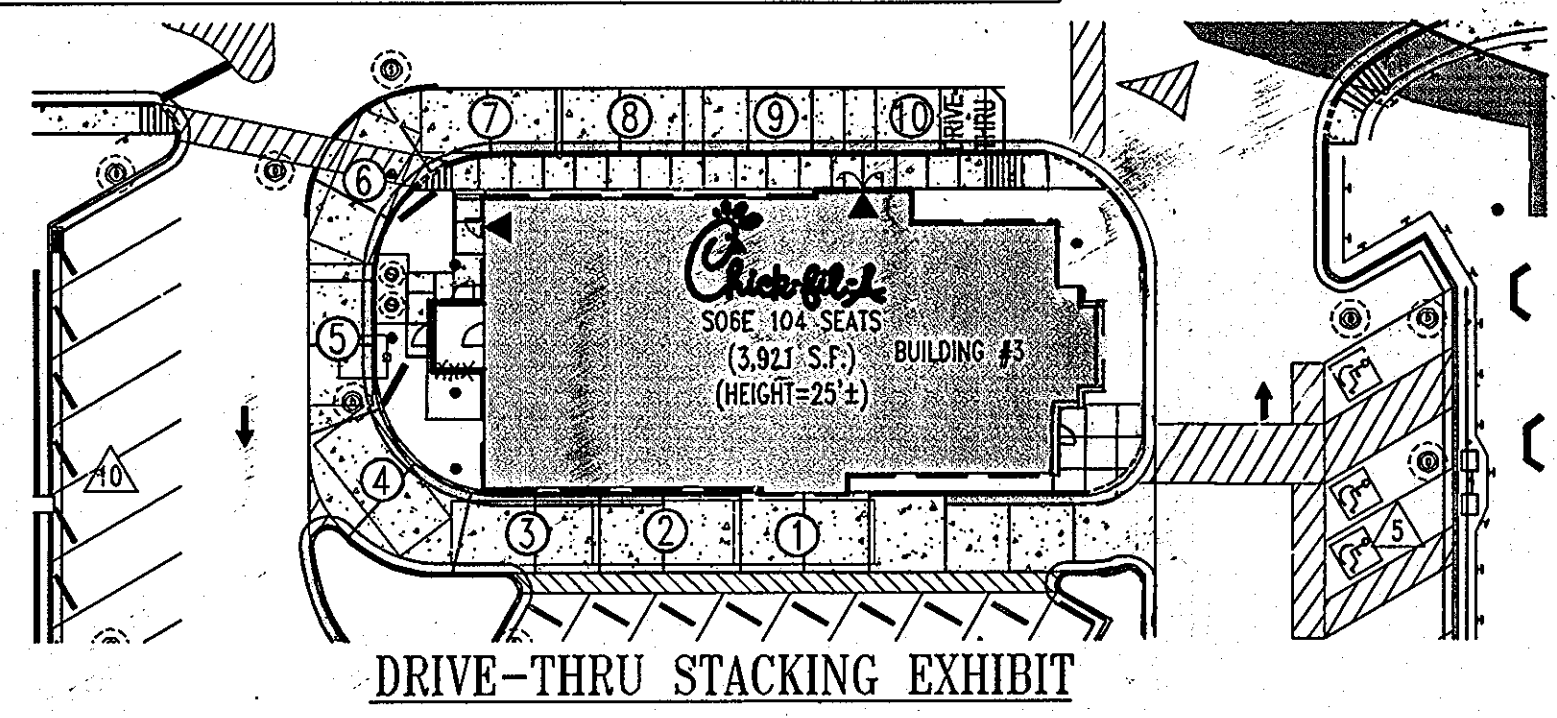 7
8
9
10
DRIVE-
THRU
6
Chick-fil-A
S06E 104 SEATS
(3,921 S.F.)
BUILDING #3
(HEIGHT=25'±)
5
10
4
3
2
1
5
DRIVE-THRU STACKING EXHIBIT